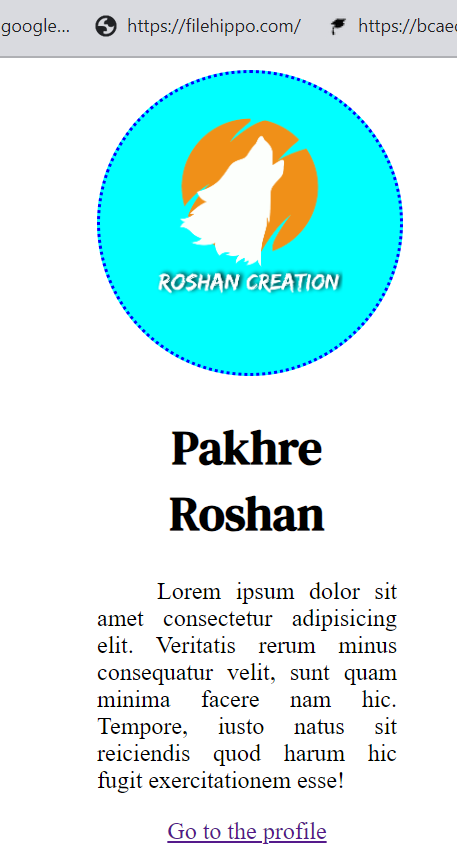 google... https://filehippo.com/ https://bcaec
ROSHAN CREATION
Pakhre
Roshan
Lorem ipsum dolor sit
amet consectetur adipisicing
elit. Veritatis rerum minus
consequatur velit, sunt quam
minima facere nam hic.
Tempore, iusto natus sit
reiciendis quod harum hic
fugit exercitationem esse!
Go to the profile